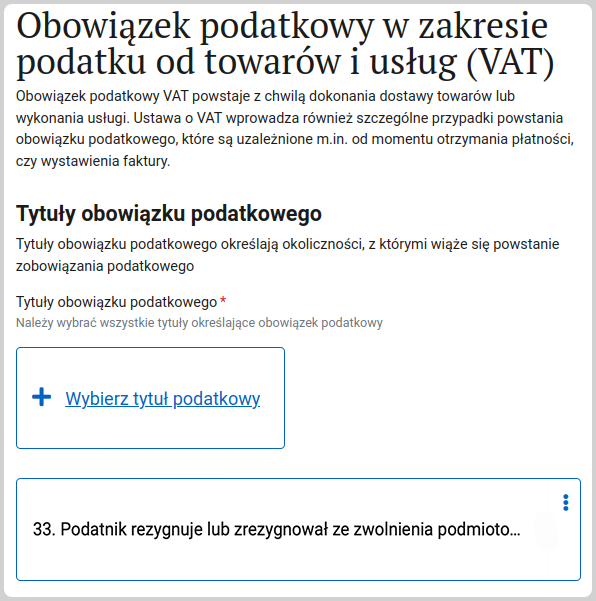 Obowiązek podatkowy w zakresie
podatku od towarów i usług (VAT)
Obowiązek podatkowy VAT powstaje z chwilą dokonania dostawy towarów lub
wykonania usługi. Ustawa o VAT wprowadza również szczególne przypadki powstania
obowiązku podatkowego, które są uzależnione m.in. od momentu otrzymania płatności,
czy wystawienia faktury.
Tytuły obowiązku podatkowego
Tytuły obowiązku podatkowego określają okoliczności, z którymi wiąże się powstanie
zobowiązania podatkowego
Tytuły obowiązku podatkowego *
Należy wybrać wszystkie tytuły określające obowiązek podatkowy
Wybierz tytuł podatkowy
33. Podatnik rezygnuje lub zrezygnował ze zwolnienia podmioto...